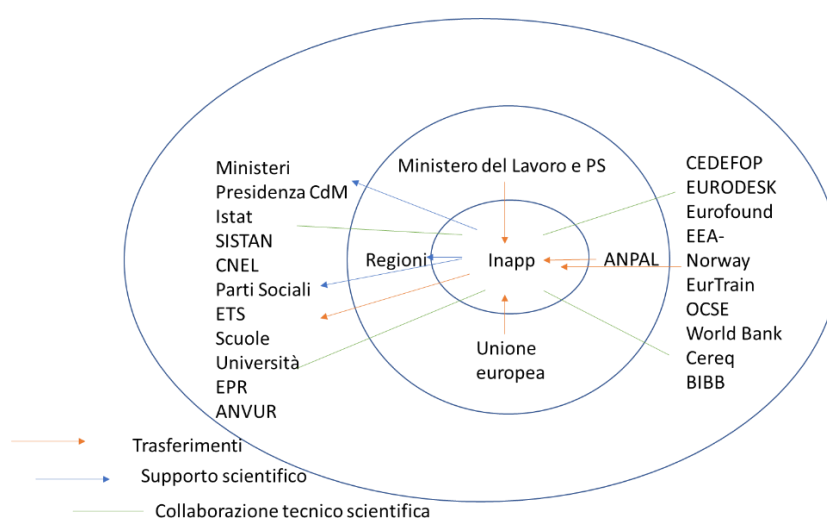 Ministeri
Presidenza CdM
Istat
SISTAN
CNEL
Parti Sociali
ETS
Scuole
Università
EPR
ANVUR
Ministero del Lavoro e PS
Regioni
Inapp
ANPAL
Unione
europea
CEDEFOP
EURODESK
Eurofound
EEA-
Norway
EurTrain
OCSE
World Bank
Cereq
BIBB
Trasferimenti
Supporto scientifico
Collaborazione tecnico scientifica